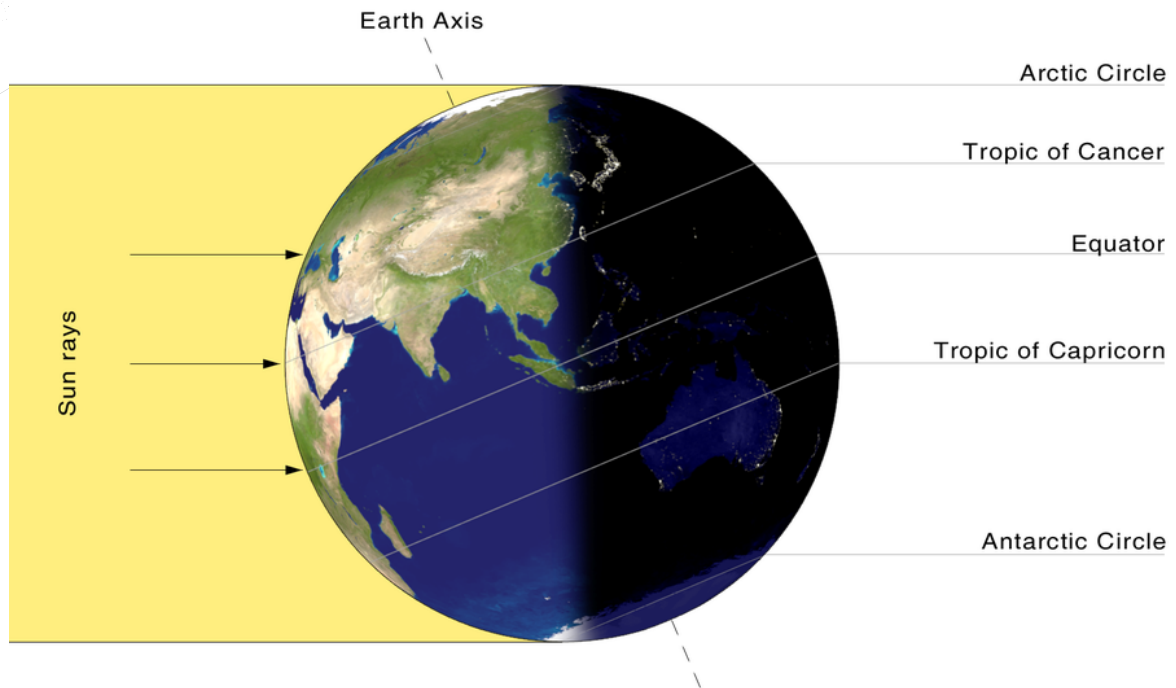 Earth Axis
Arctic Circle
Tropic of Cancer
Equator
Tropic of Capricorn
Sun rays
Antarctic Circle